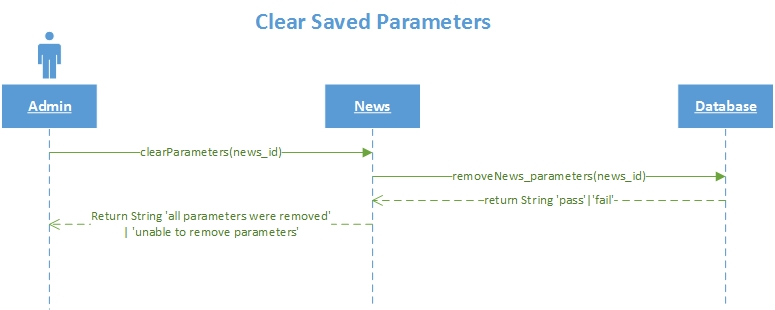 Clear Saved Parameters
Admin
News
Database
clearParameters(news_id)
removeNews_parameters(news_id)
return String 'pass'|'fail'
Return String 'all parameters were removed'
| 'unable to remove parameters'